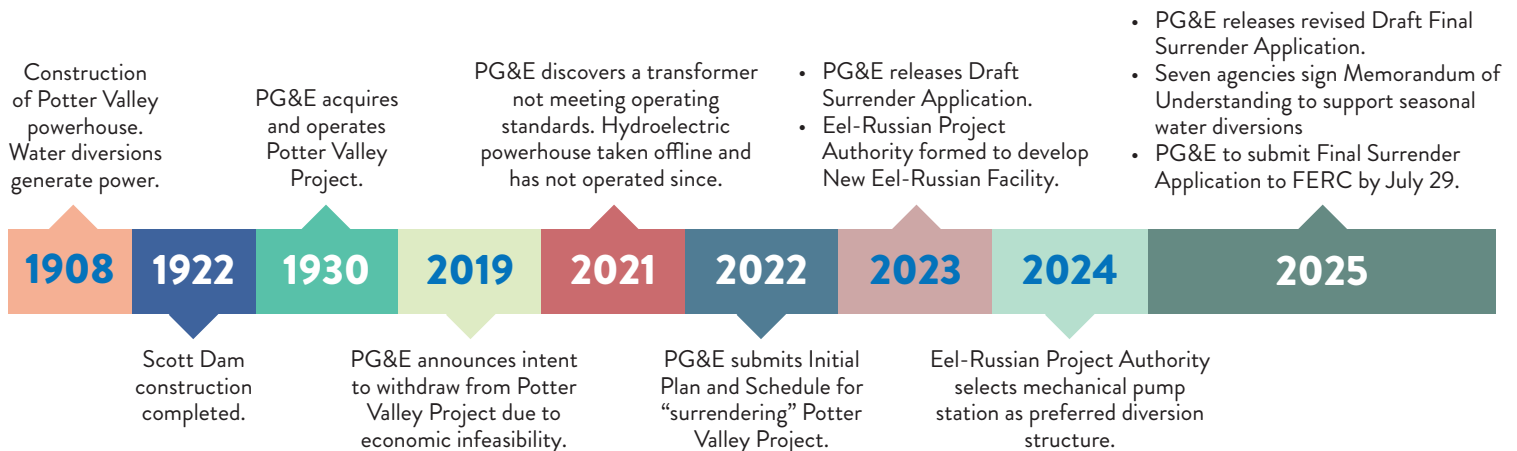 Construction
of Potter Valley
powerhouse.
Water diversions
generate power.
PG&E acquires
and operates
Potter Valley
Project.
PG&E discovers a transformer
not meeting operating
standards. Hydroelectric
powerhouse taken offline and
has not operated since.
• PG&E releases Draft
Surrender Application.
• Eel-Russian Project
Authority formed to develop
New Eel-Russian Facility.
• PG&E releases revised Draft Final
Surrender Application.
• Seven agencies sign Memorandum of
Understanding to support seasonal
water diversions
• PG&E to submit Final Surrender
Application to FERC by July 29.
1908 1922 1930 2019 2021 2022 2023 2024 2025
Scott Dam
construction
completed.
PG&E announces intent
to withdraw from Potter
Valley Project due to
economic infeasibility.
PG&E submits Initial
Plan and Schedule for
“surrendering” Potter
Valley Project.
Eel-Russian Project Authority
selects mechanical pump
station as preferred diversion
structure.